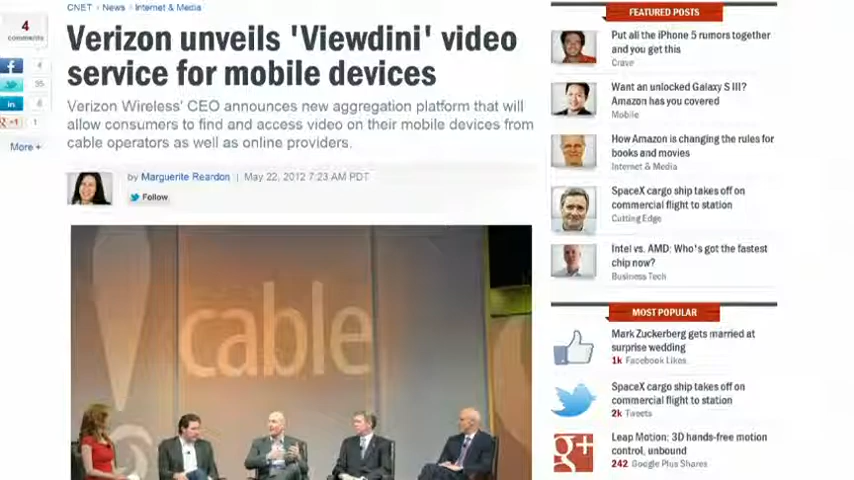 CNET › News › Internet & Media
4
comments
Verizon unveils 'Viewdini' video
service for mobile devices
Verizon Wireless' CEO announces new aggregation platform that will
allow consumers to find and access video on their mobile devices from
cable operators as well as online providers.
More +
by Marguerite Reardon | May 22, 2012 7:23 AM PDT
Follow
cable
FEATURED POSTS
Put all the iPhone 5 rumors together
and you get this
Crave
Want an unlocked Galaxy S III?
Amazon has you covered
Mobile
How Amazon is changing the rules for
books and movies
Internet & Media
SpaceX cargo ship takes off on
commercial flight to station
Cutting Edge
Intel vs. AMD: Who's got the fastest
chip now?
Business Tech
MOST POPULAR
Mark Zuckerberg gets married at
surprise wedding
1k Facebook Likes
SpaceX cargo ship takes off on
commercial flight to station
2k Tweets
Leap Motion: 3D hands-free motion
control, unbound
242 Google Plus Shares